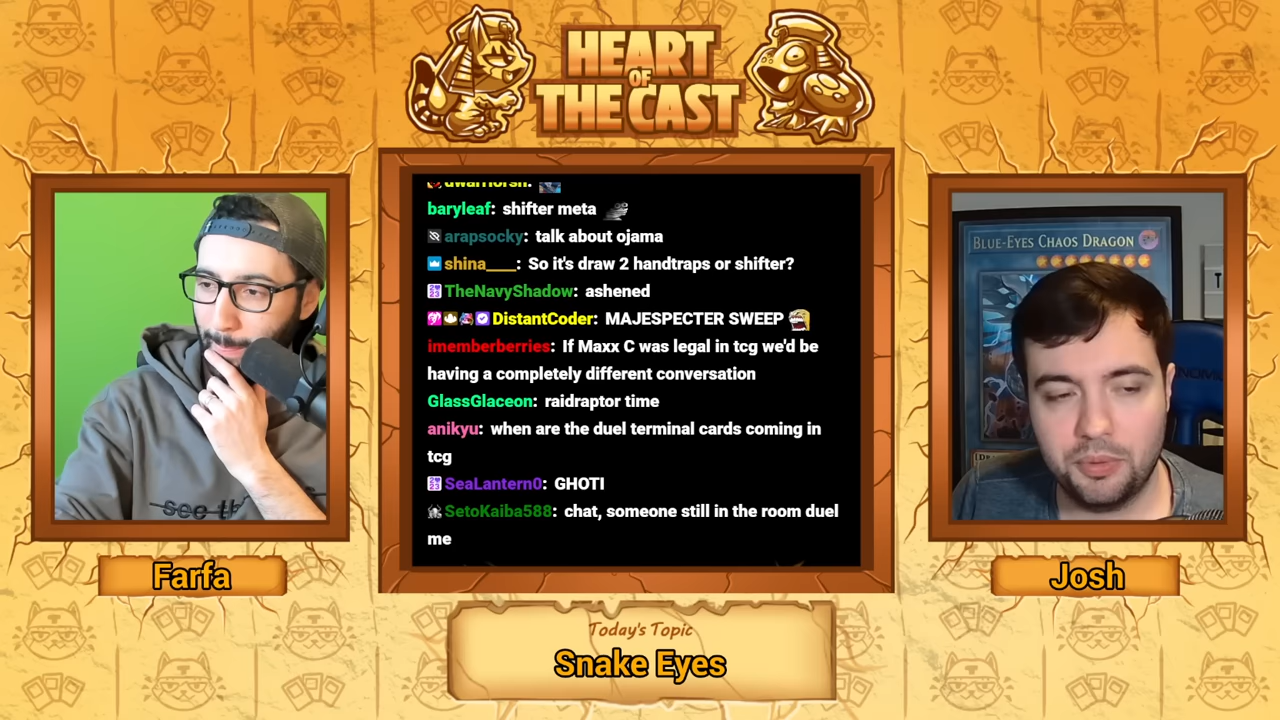 HEART
OF
THE CAST
dwarriorsh:
baryleaf: shifter meta
arapsocky: talk about ojama
shina____: So it's draw 2 handtraps or shifter?
TheNavyShadow: ashened
DistantCoder: MAJESPECTER SWEEP
imemberberries: If Maxx C was legal in tcg we'd be
having a completely different conversation
GlassGlaceon: raidraptor time
anikyu: when are the duel terminal cards coming in
tcg
SeaLantern0: GHOTI
SetoKaiba588: chat, someone still in the room duel
me
BLUE-EYES CHAOS DRAGON
see th
Farfa
Josh
Today's Topic
Snake Eyes